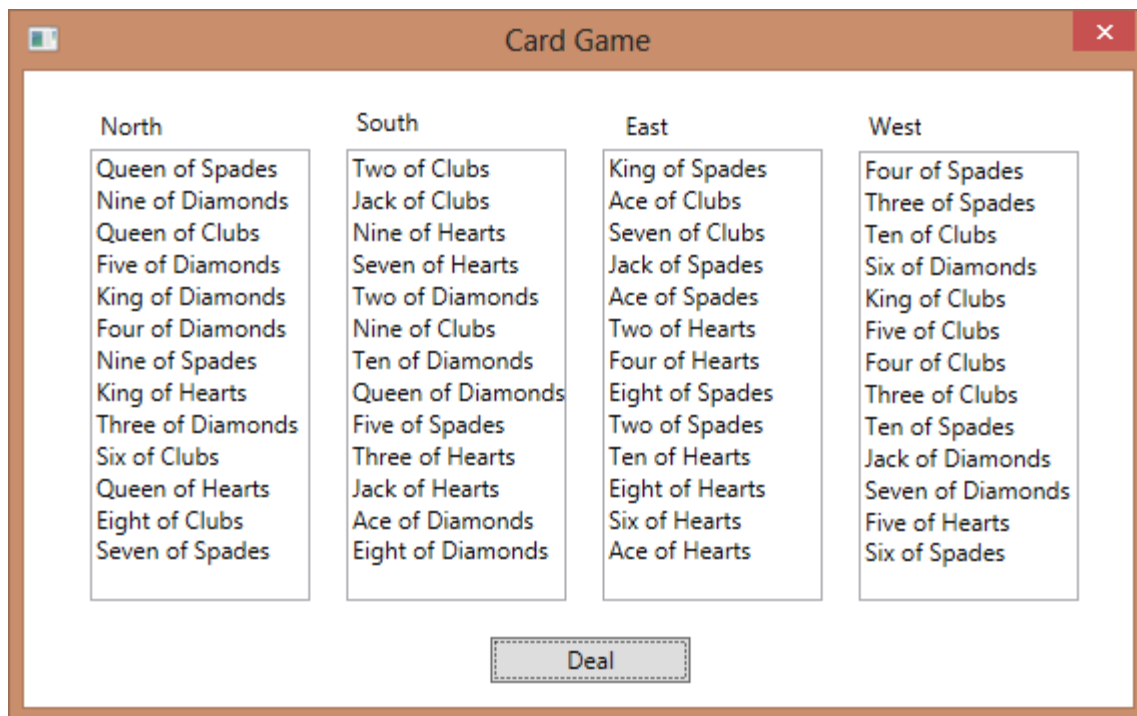 Card Game
North
Queen of Spades
Nine of Diamonds
Queen of Clubs
Five of Diamonds
King of Diamonds
Four of Diamonds
Nine of Spades
King of Hearts
Three of Diamonds
Six of Clubs
Queen of Hearts
Eight of Clubs
Seven of Spades
South
Two of Clubs
Jack of Clubs
Nine of Hearts
Seven of Hearts
Two of Diamonds
Nine of Clubs
Ten of Diamonds
Queen of Diamonds
Five of Spades
Three of Hearts
Jack of Hearts
Ace of Diamonds
Eight of Diamonds
East
King of Spades
Ace of Clubs
Seven of Clubs
Jack of Spades
Ace of Spades
Two of Hearts
Four of Hearts
Eight of Spades
Two of Spades
Ten of Hearts
Eight of Hearts
Six of Hearts
Ace of Hearts
West
Four of Spades
Three of Spades
Ten of Clubs
Six of Diamonds
King of Clubs
Five of Clubs
Four of Clubs
Three of Clubs
Ten of Spades
Jack of Diamonds
Seven of Diamonds
Five of Hearts
Six of Spades
Deal